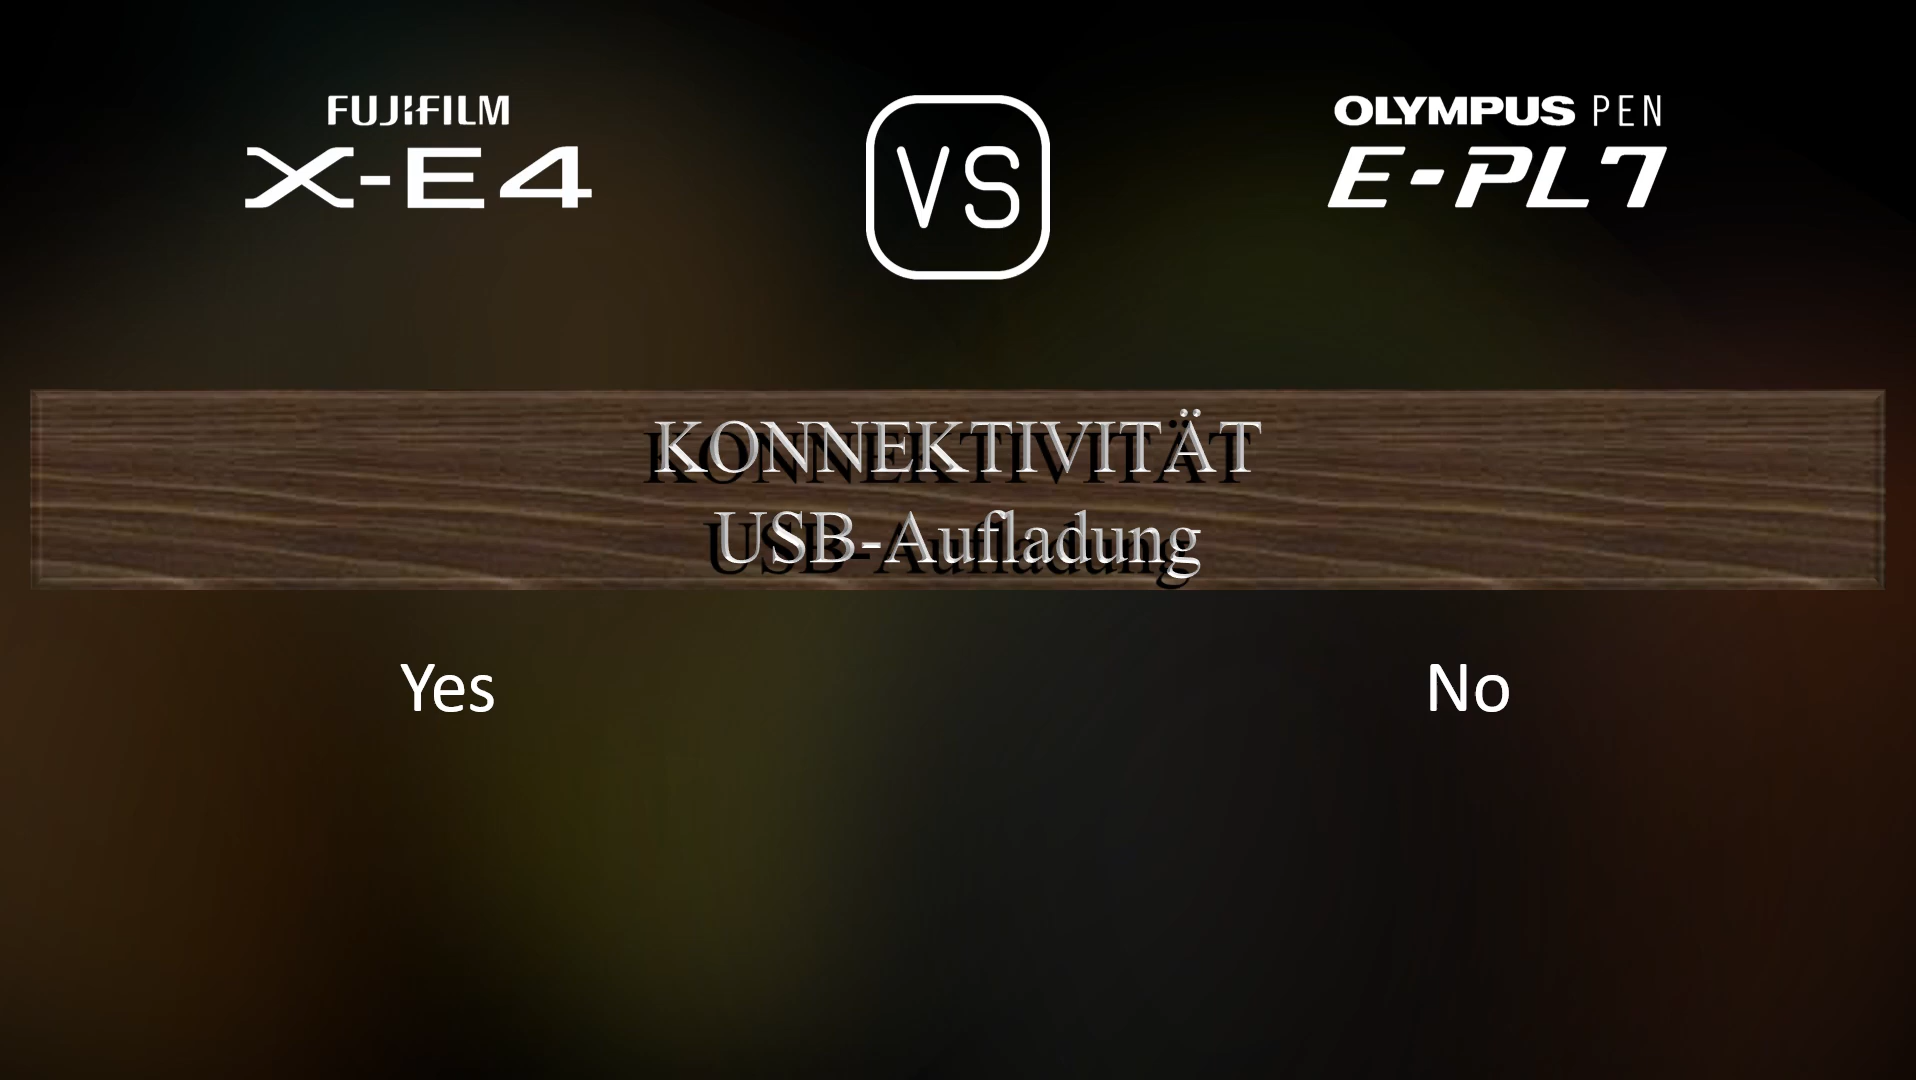 FUJIFILM
X-E4
VS
OLYMPUS PEN
E-PL7
KONNEKTIVITÄT
USB-Aufladung
Yes
No